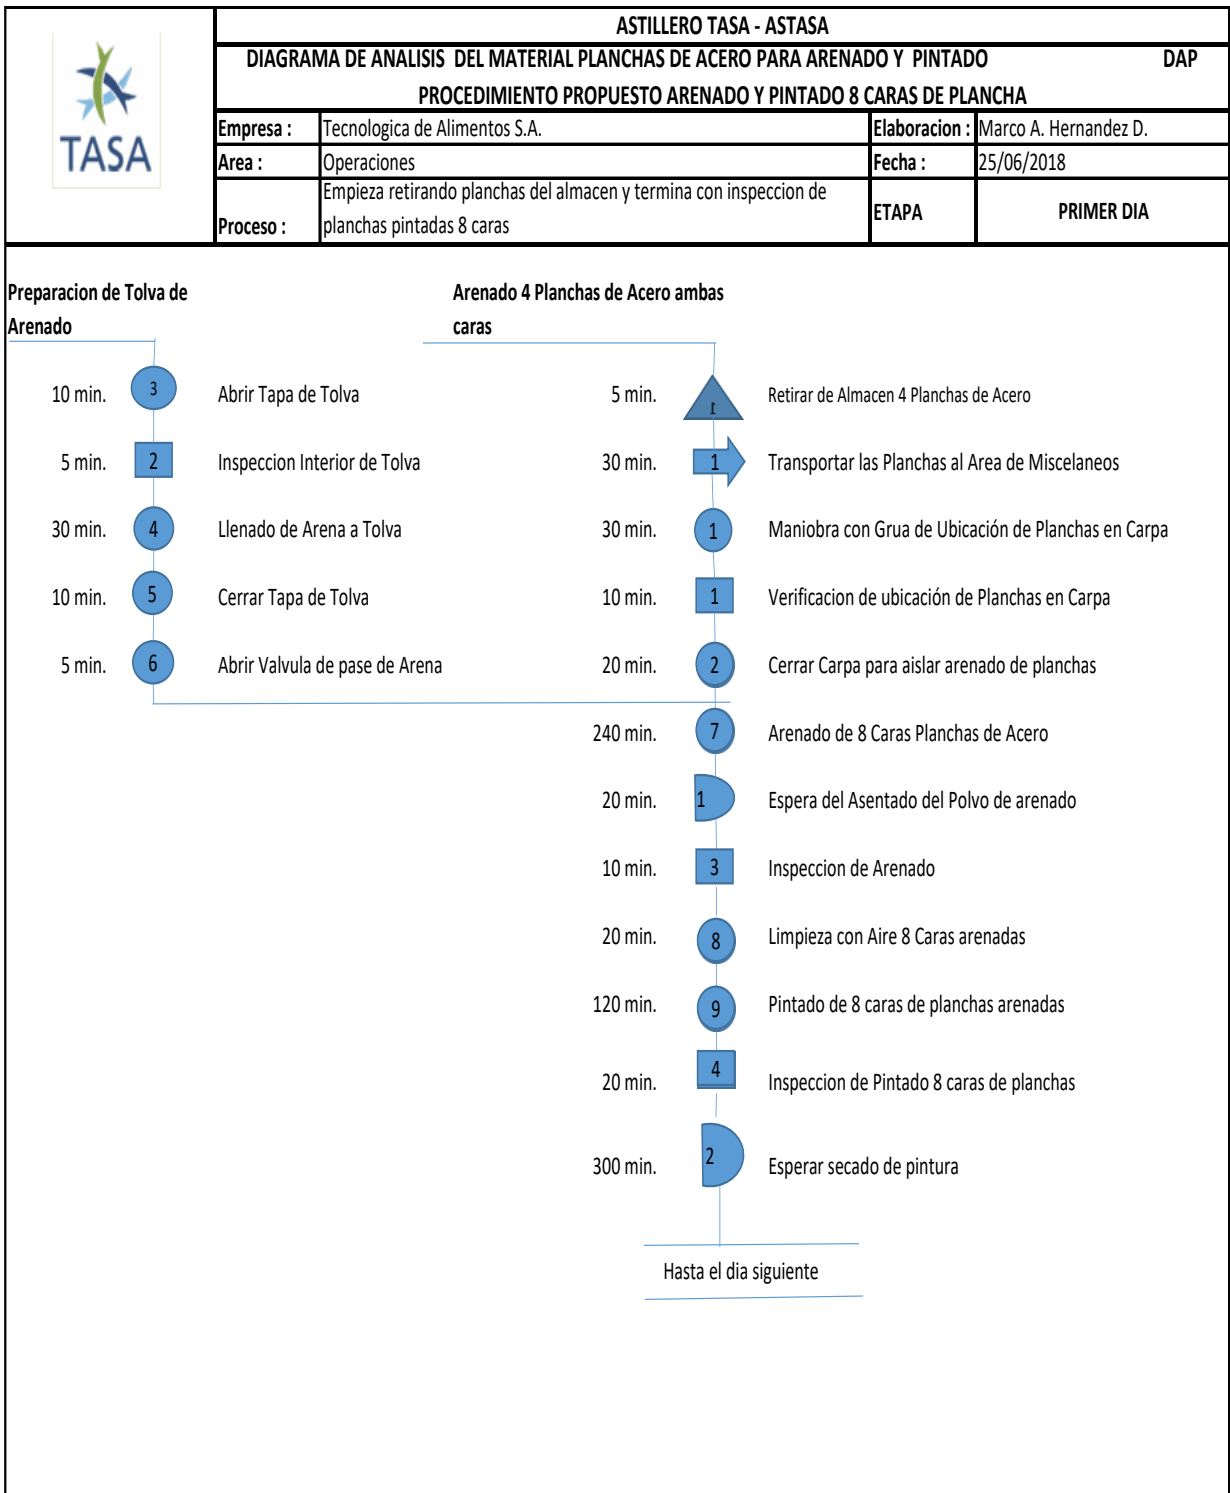 TASA
ASTILLERO TASA - ASTASA
DIAGRAMA DE ANALISIS DEL MATERIAL PLANCHAS DE ACERO PARA ARENADO Y PINTADO DAP
PROCEDIMIENTO PROPUESTO ARENADO Y PINTADO 8 CARAS DE PLANCHA
Empresa : Tecnologica de Alimentos S.A. Elaboracion : Marco A. Hernandez D.
Area : Operaciones Fecha : 25/06/2018
Proceso : Empieza retirando planchas del almacen y termina con inspeccion de
planchas pintadas 8 caras
ETAPA PRIMER DIA
Preparacion de Tolva de
Arenado
10 min. 3 Abrir Tapa de Tolva
5 min. 2 Inspeccion Interior de Tolva
30 min. 4 Llenado de Arena a Tolva
10 min. 5 Cerrar Tapa de Tolva
5 min. 6 Abrir Valvula de pase de Arena
Arenado 4 Planchas de Acero ambas
caras
5 min. 1 Retirar de Almacen 4 Planchas de Acero
30 min. 1 Transportar las Planchas al Area de Miscelaneos
30 min. 1 Maniobra con Grua de Ubicación de Planchas en Carpa
10 min. 1 Verificacion de ubicación de Planchas en Carpa
20 min. 2 Cerrar Carpa para aislar arenado de planchas
240 min. 7 Arenado de 8 Caras Planchas de Acero
20 min. 1 Espera del Asentado del Polvo de arenado
10 min. 3 Inspeccion de Arenado
20 min. 8 Limpieza con Aire 8 Caras arenadas
120 min. 9 Pintado de 8 caras de planchas arenadas
20 min. 4 Inspeccion de Pintado 8 caras de planchas
300 min. 2 Esperar secado de pintura
Hasta el dia siguiente